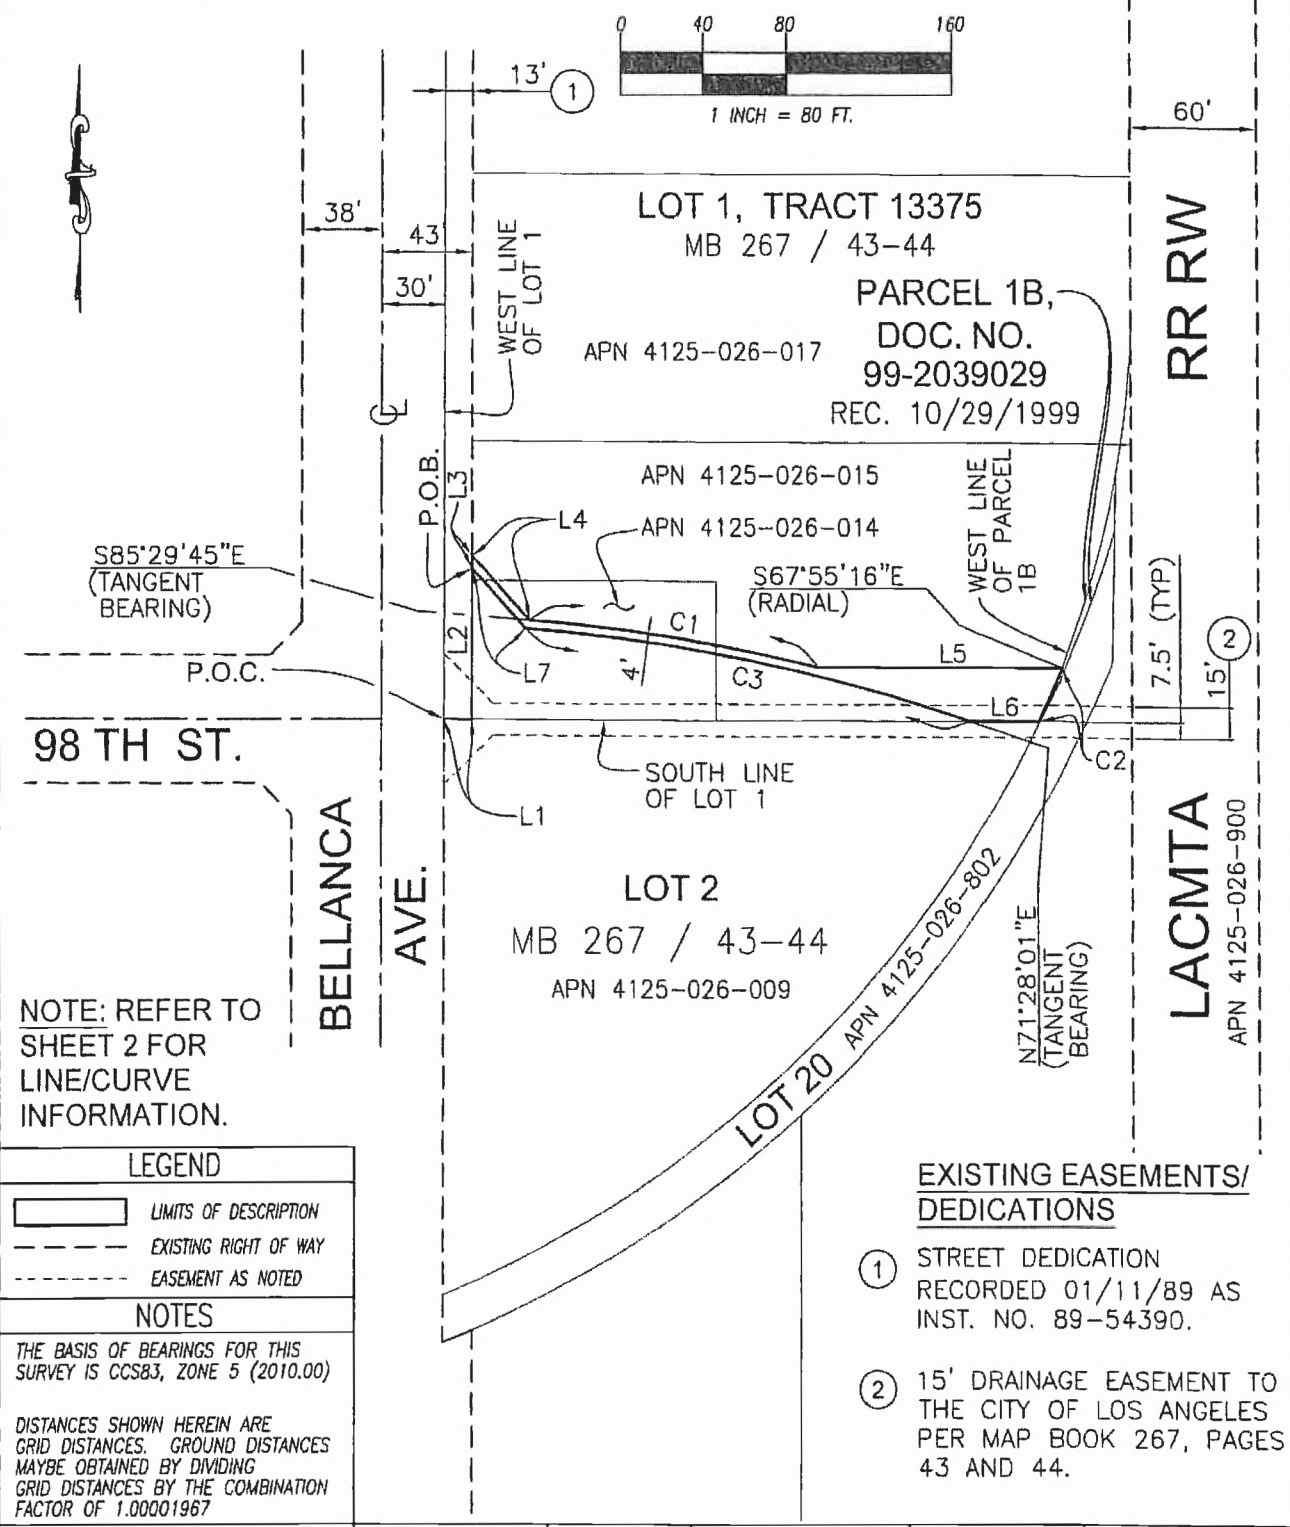 0 40 80 160
1 INCH = 80 FT.
13'
1
60'
38'
43
30'
WEST LINE
OF LOT 1
LOT 1, TRACT 13375
MB 267 / 43-44
PARCEL 1B,
DOC. NO.
99-2039029
REC. 10/29/1999
APN 4125-026-017
RR RW
CL
P.O.B.
L3
APN 4125-026-015
L4
APN 4125-026-014
WEST LINE
OF PARCEL
1B
S85°29'45"E
(TANGENT
BEARING)
S67°55'16"E
(RADIAL)
7.5' (TYP)
2
15'
L2
C1
L5
4'
C3
L7
L6
P.O.C.
98 TH ST.
SOUTH LINE
OF LOT 1
C2
L1
BELLANCA
AVE.
LOT 2
MB 267 / 43-44
APN 4125-026-009
LOT 20 APN 4125-026-802
N71°28'01"E
(TANGENT
BEARING)
LACMTA
APN 4125-026-900
NOTE: REFER TO
SHEET 2 FOR
LINE/CURVE
INFORMATION.
LEGEND
LIMITS OF DESCRIPTION
EXISTING RIGHT OF WAY
EASEMENT AS NOTED
NOTES
THE BASIS OF BEARINGS FOR THIS
SURVEY IS CCS83, ZONE 5 (2010.00)
DISTANCES SHOWN HEREIN ARE
GRID DISTANCES. GROUND DISTANCES
MAYBE OBTAINED BY DIVIDING
GRID DISTANCES BY THE COMBINATION
FACTOR OF 1.00001967
EXISTING EASEMENTS/
DEDICATIONS
1 STREET DEDICATION
RECORDED 01/11/89 AS
INST. NO. 89-54390.
2 15' DRAINAGE EASEMENT TO
THE CITY OF LOS ANGELES
PER MAP BOOK 267, PAGES
43 AND 44.